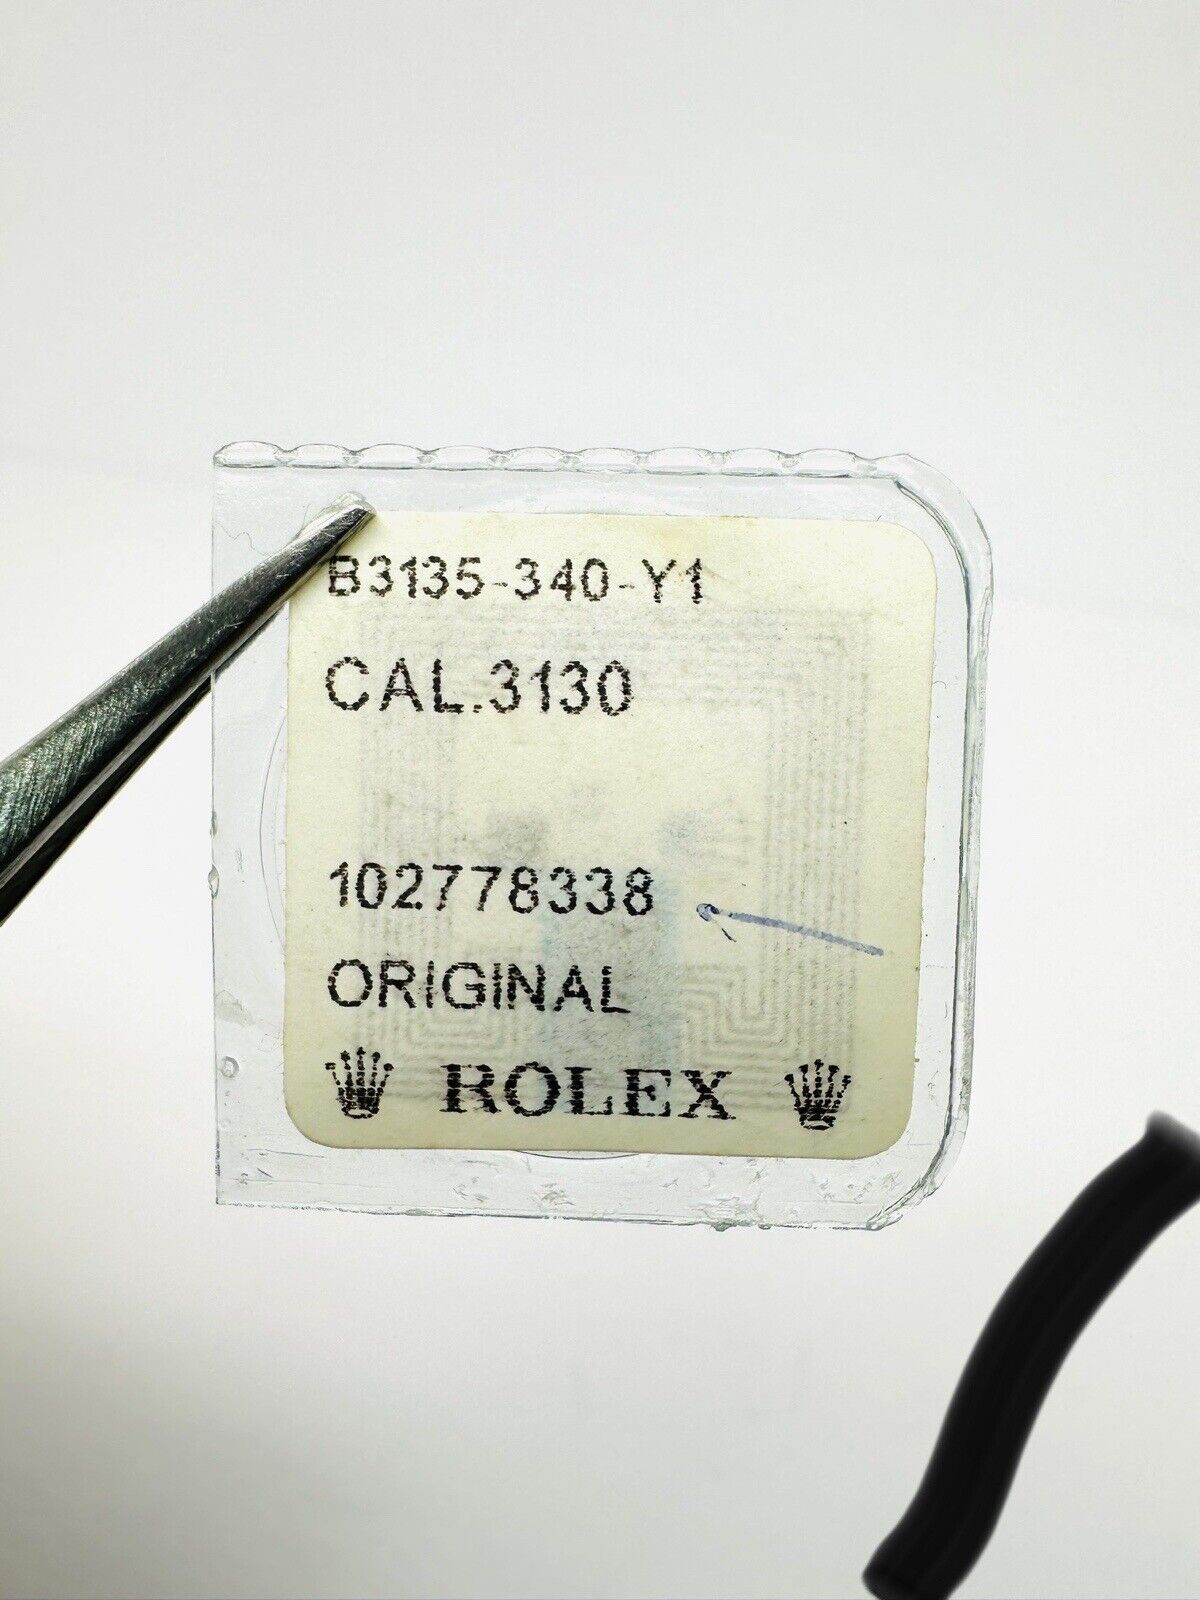 B3135-340-Y1
CAL.3130
102778338
ORIGINAL
ROLEX